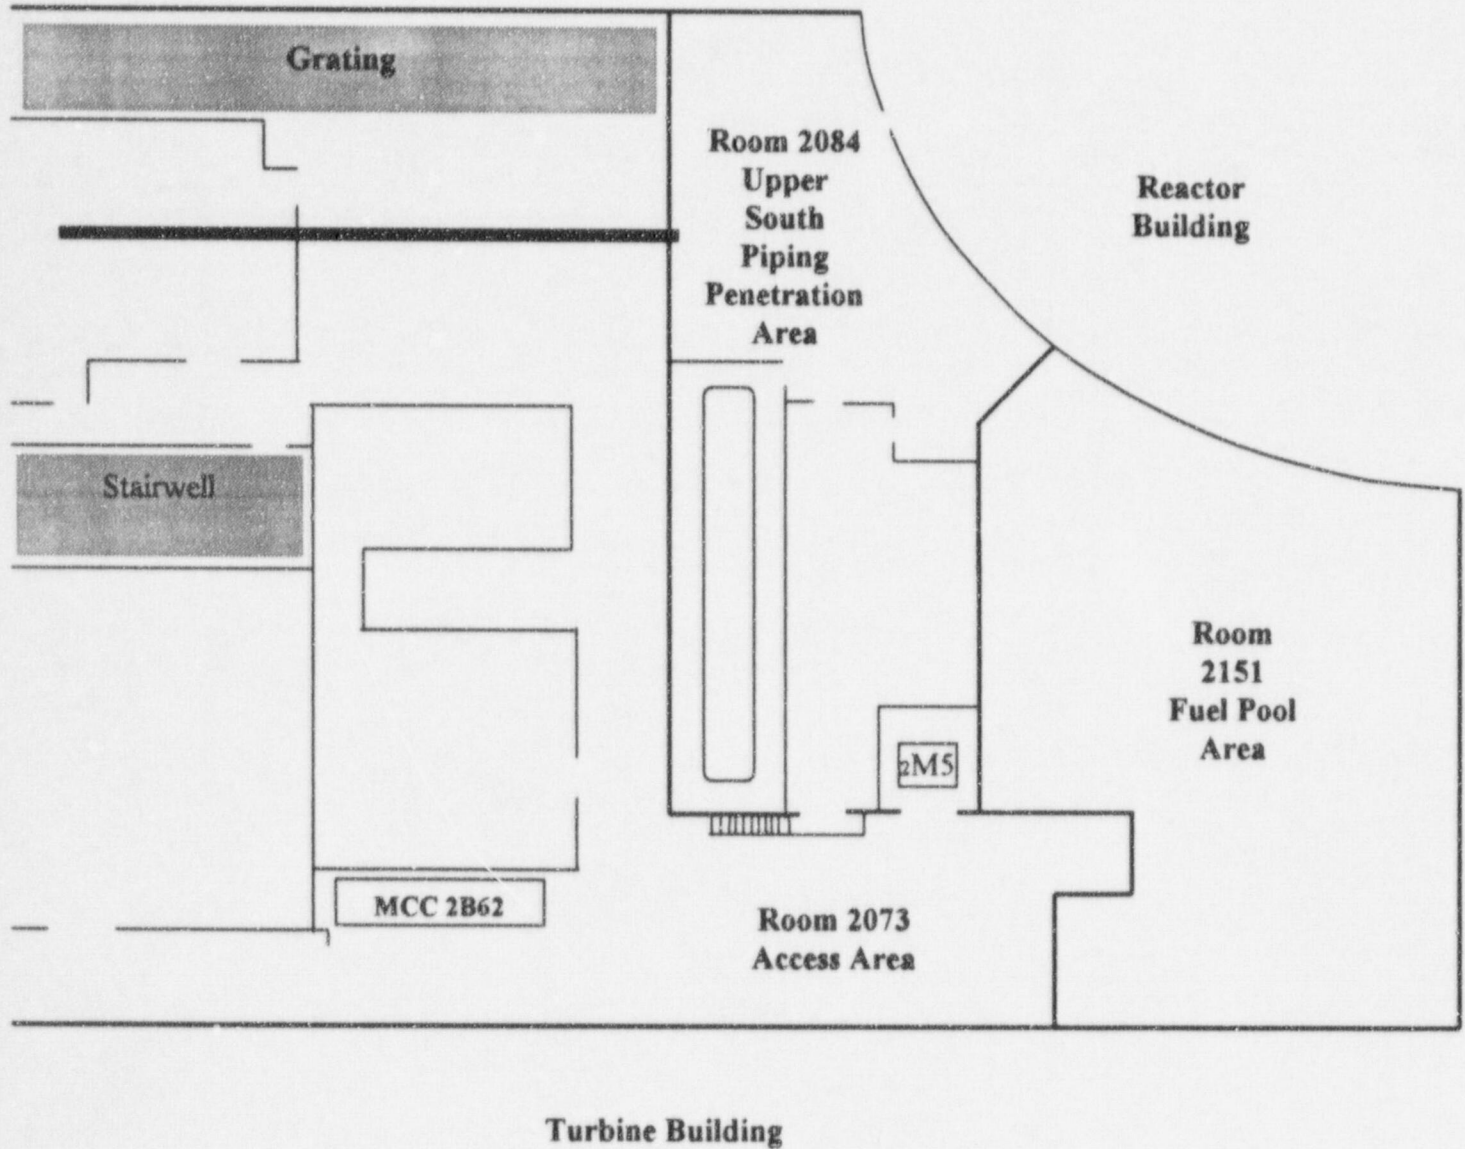 Grating
Room 2084
Upper
South
Piping
Penetration
Area
Reactor
Building
Stairwell
Room
2151
Fuel Pool
Area
2M5
MCC 2B62
Room 2073
Access Area
Turbine Building